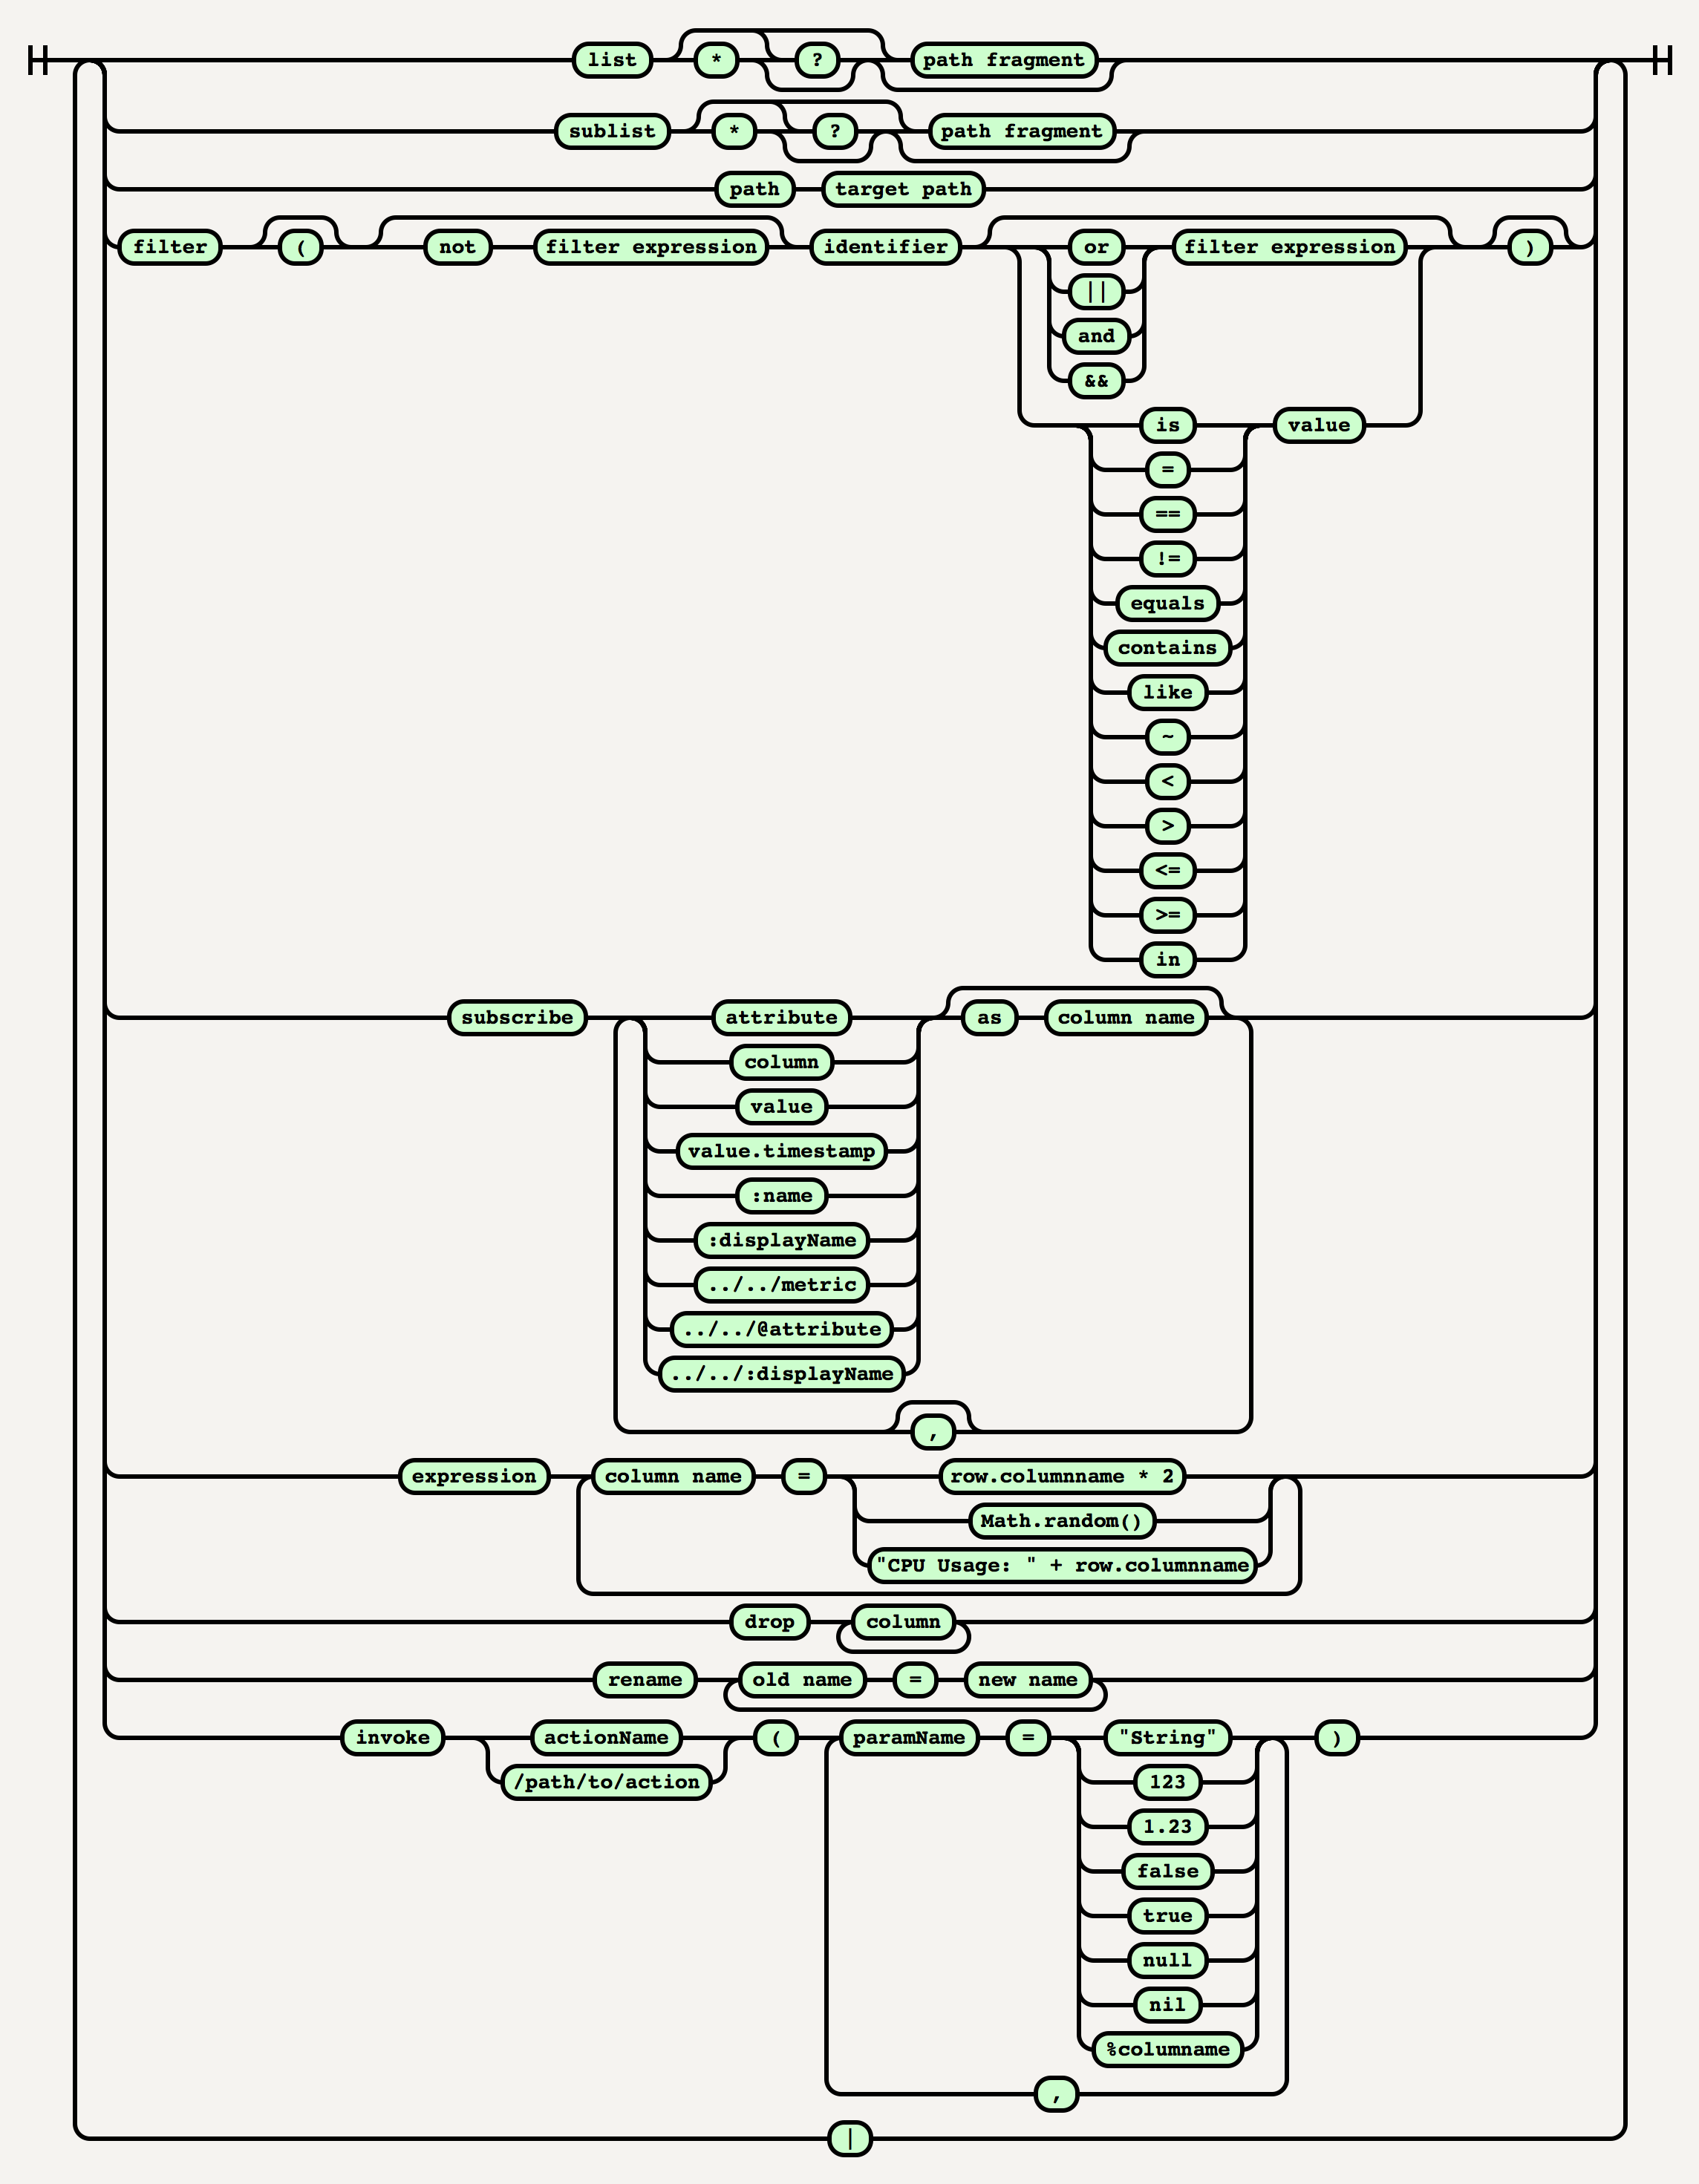 list * ? path fragment
sublist * ? path fragment
path target path
filter ( not filter expression identifier or filter expression )
||
and
&&
is value
=
==
!=
equals
contains
like
~
<
>
<=
>=
in
subscribe attribute as column name
column
value
value.timestamp
:name
:displayName
../../metric
../../@attribute
../../:displayName
,
expression column name = row.columnname * 2
Math.random()
"CPU Usage: " + row.columnname
drop column
rename old name = new name
invoke actionName ( paramName = "String" )
/path/to/action 123
1.23
false
true
null
nil
%columname
,
|